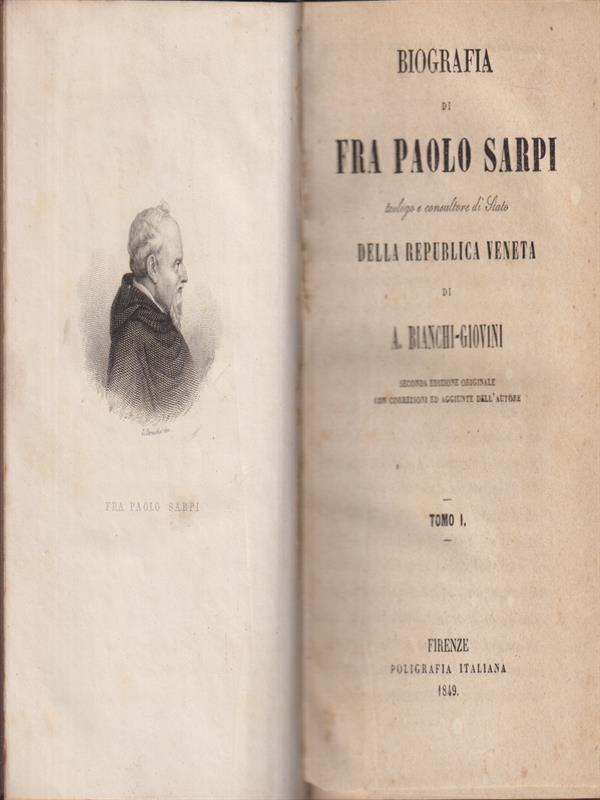 FRA PAOLO SARPI
BIOGRAFIA
DI
FRA PAOLO SARPI
teologo e consultore di Stato
DELLA REPUBLICA VENETA
DI
A. BIANCHI-GIOVINI
SECONDA EDIZIONE ORIGINALE
CON CORREZIONI ED AGGIUNTE DELL'AUTORE
TOMO I.
FIRENZE
POLIGRAFIA ITALIANA
1849.